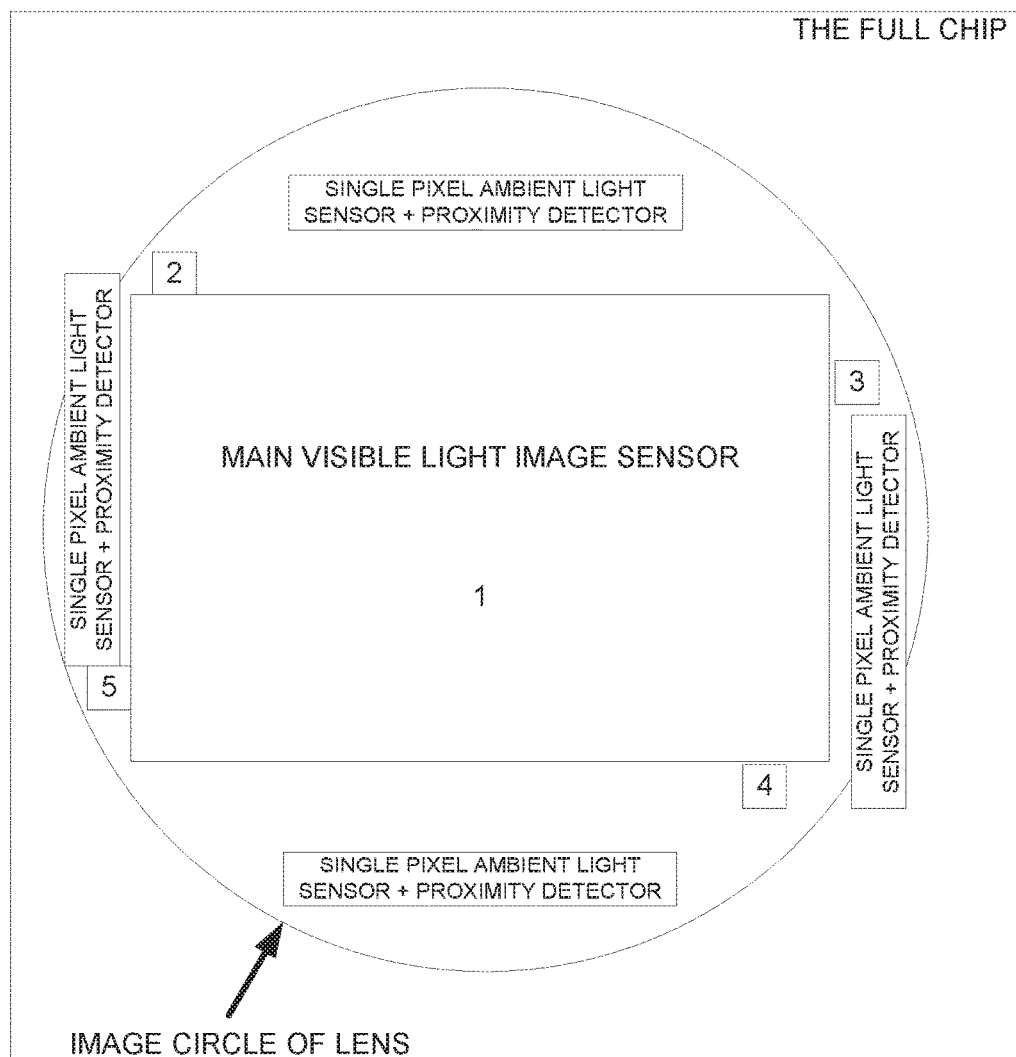 THE FULL CHIP
SINGLE PIXEL AMBIENT LIGHT
SENSOR + PROXIMITY DETECTOR
2
SINGLE PIXEL AMBIENT LIGHT
SENSOR + PROXIMITY DETECTOR
3
MAIN VISIBLE LIGHT IMAGE SENSOR
SINGLE PIXEL AMBIENT LIGHT
SENSOR + PROXIMITY DETECTOR
1
5
4
SINGLE PIXEL AMBIENT LIGHT
SENSOR + PROXIMITY DETECTOR
IMAGE CIRCLE OF LENS